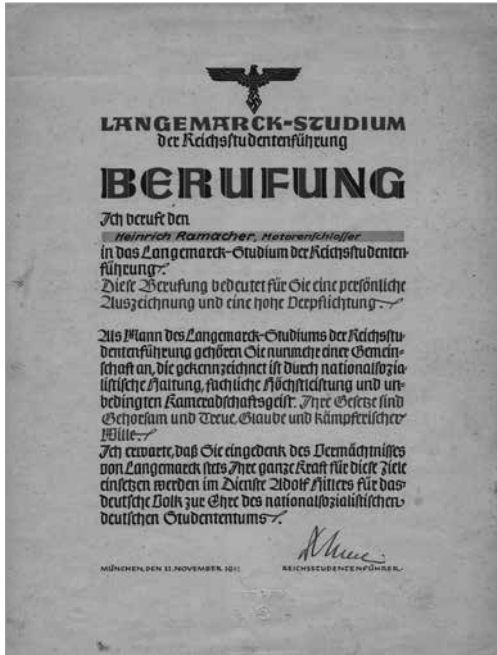 LANGEMARCK-STUDIUM
der Reichsstudentenführung
BERUFUNG
Ich berufe den
Heinrich Ramacher, Motorenschlosser
in das Langemarck-Studium der Reichsstudenten-
führung.
Diese Berufung bedeutet für Sie eine persönliche
Auszeichnung und eine hohe Verpflichtung.
Als Mann des Langemarck-Studiums der Reichsstu-
dentenführung gehören Sie nunmehr einer Gemein-
schaft an, die gekennzeichnet ist durch nationalsozia-
listische Haltung, fachliche Höchstleistung und un-
bedingten Kameradschaftsgeist. Ihre Gesetze sind
Gehorsam und Treue, Glaube und kämpferischer
Wille.
Ich erwarte, daß Sie eingedenk des Vermächtnisses
von Langemarck stets Ihre ganze Kraft für diese Ziele
einsetzen werden im Dienste Adolf Hitlers für das
deutsche Volk zur Ehre des nationalsozialistischen
deutschen Studententums.
MÜNCHEN, DEN 11. NOVEMBER
REICHSSTUDENTENFÜHRER